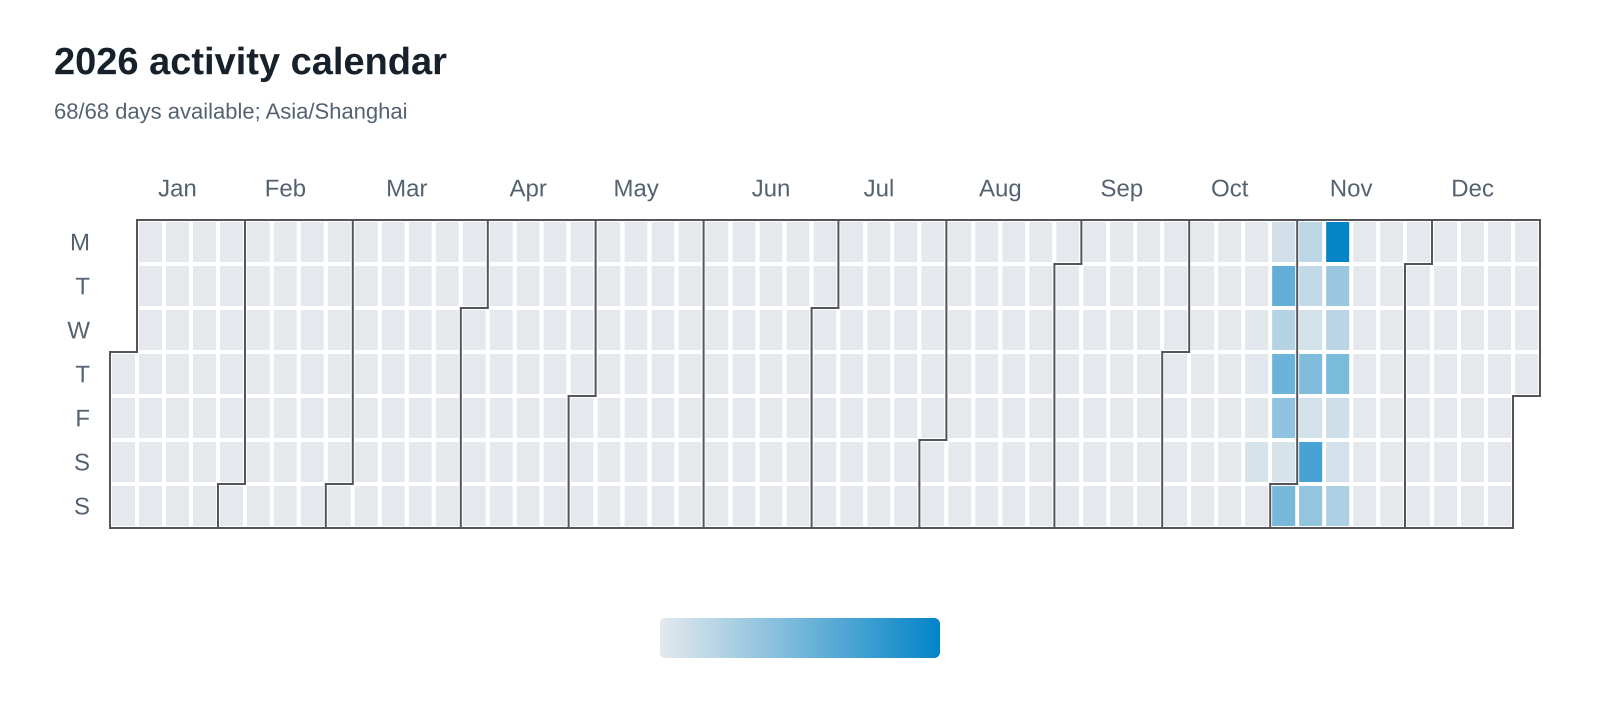 2026 activity calendar
68/68 days available; Asia/Shanghai
Jan Feb Mar Apr May Jun Jul Aug Sep Oct Nov Dec
M
T
W
T
F
S
S